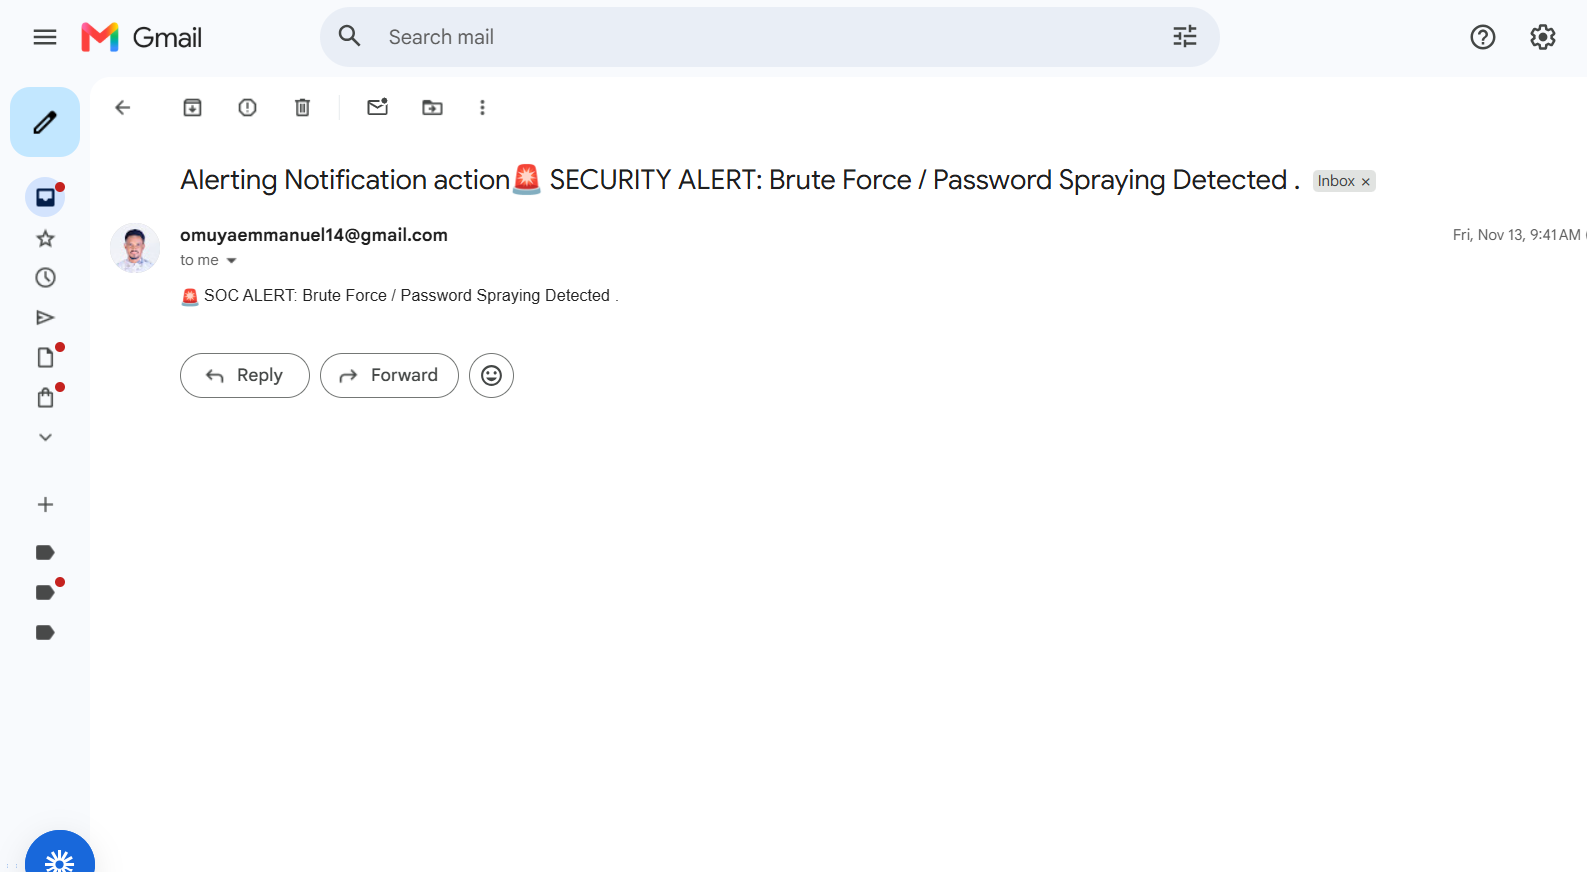 Gmail
Search mail
Alerting Notification action🚨 SECURITY ALERT: Brute Force / Password Spraying Detected . Inbox ×
omuyaemmanuel14@gmail.com
Fri, Nov 13, 9:41 AM (
to me
🚨 SOC ALERT: Brute Force / Password Spraying Detected .
Reply
Forward